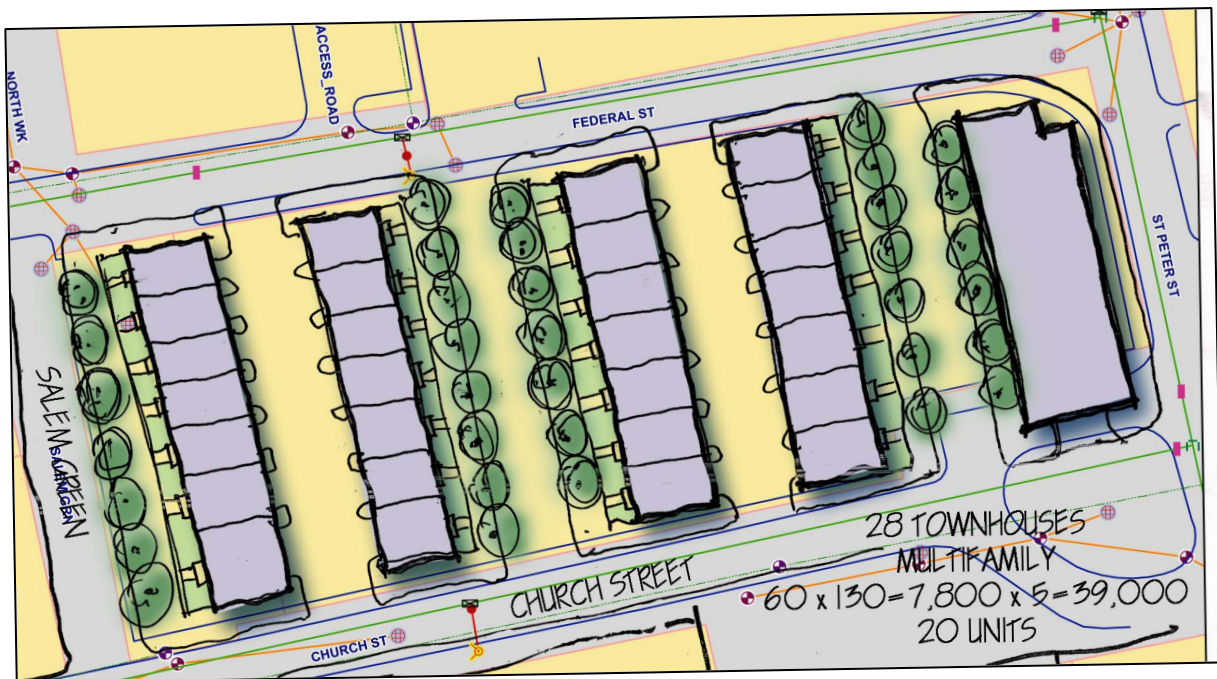 NORTH WK
ACCESS_ROAD
FEDERAL ST
ST PETER ST
SALEM GREEN
CHURCH STREET
CHURCH ST
28 TOWNHOUSES
MULTIFAMILY
60 x 130=7,800 x 5=39,000
20 UNITS